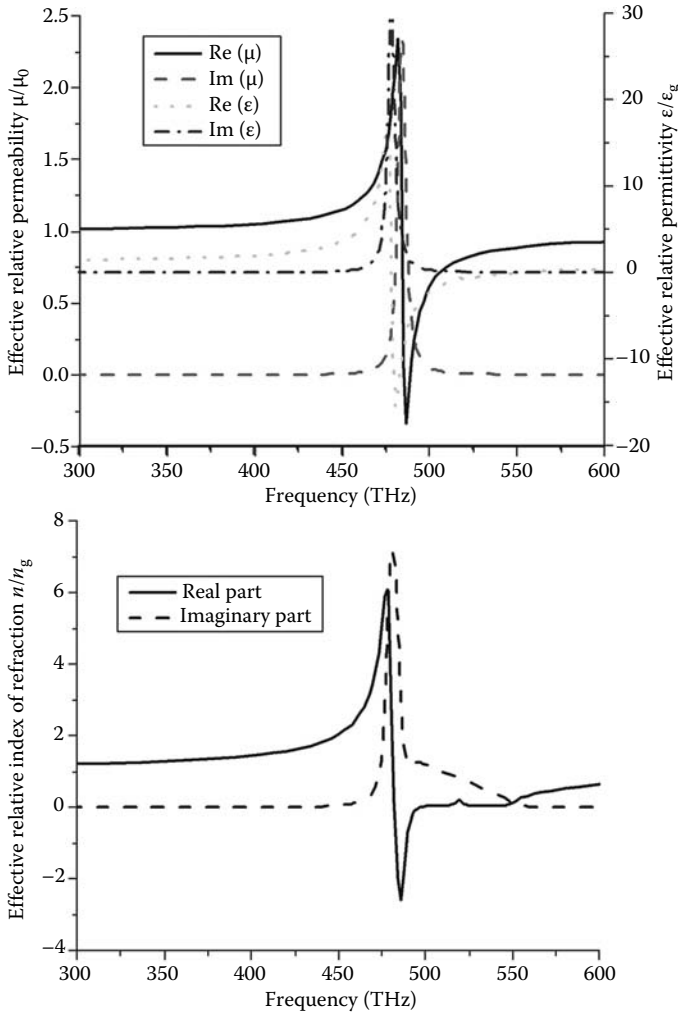 Effective relative permeability μ/μ0
2.5
2.0
1.5
1.0
0.5
0.0
−0.5
Re (μ)
Im (μ)
Re (ε)
Im (ε)
30
20
10
0
−10
−20
Effective relative permittivity ε/εg
300 350 400 450 500 550 600
Frequency (THz)
Effective relative index of refraction n/ng
8
6
4
2
0
−2
−4
Real part
Imaginary part
300 350 400 450 500 550 600
Frequency (THz)